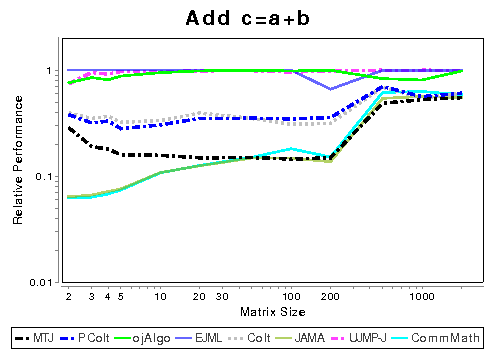 Add c=a+b
Relative Performance
1
0.1
0.01
2 3 4 5 10 20 30 100 200 1000
Matrix Size
MTJ PColt ojAlgo EJML Colt JAMA UJMP-J CommMath